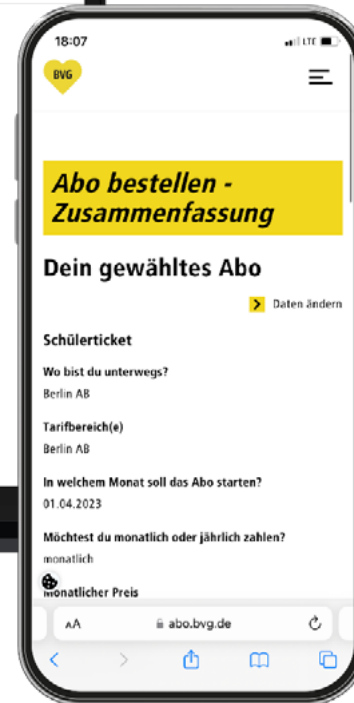 18:07
LTE
BVG
Abo bestellen -
Zusammenfassung
Dein gewähltes Abo
Daten ändern
Schülerticket
Wo bist du unterwegs?
Berlin AB
Tarifbereich(e)
Berlin AB
In welchem Monat soll das Abo starten?
01.04.2023
Möchtest du monatlich oder jährlich zahlen?
monatlich
Monatlicher Preis
AA abo.bvg.de